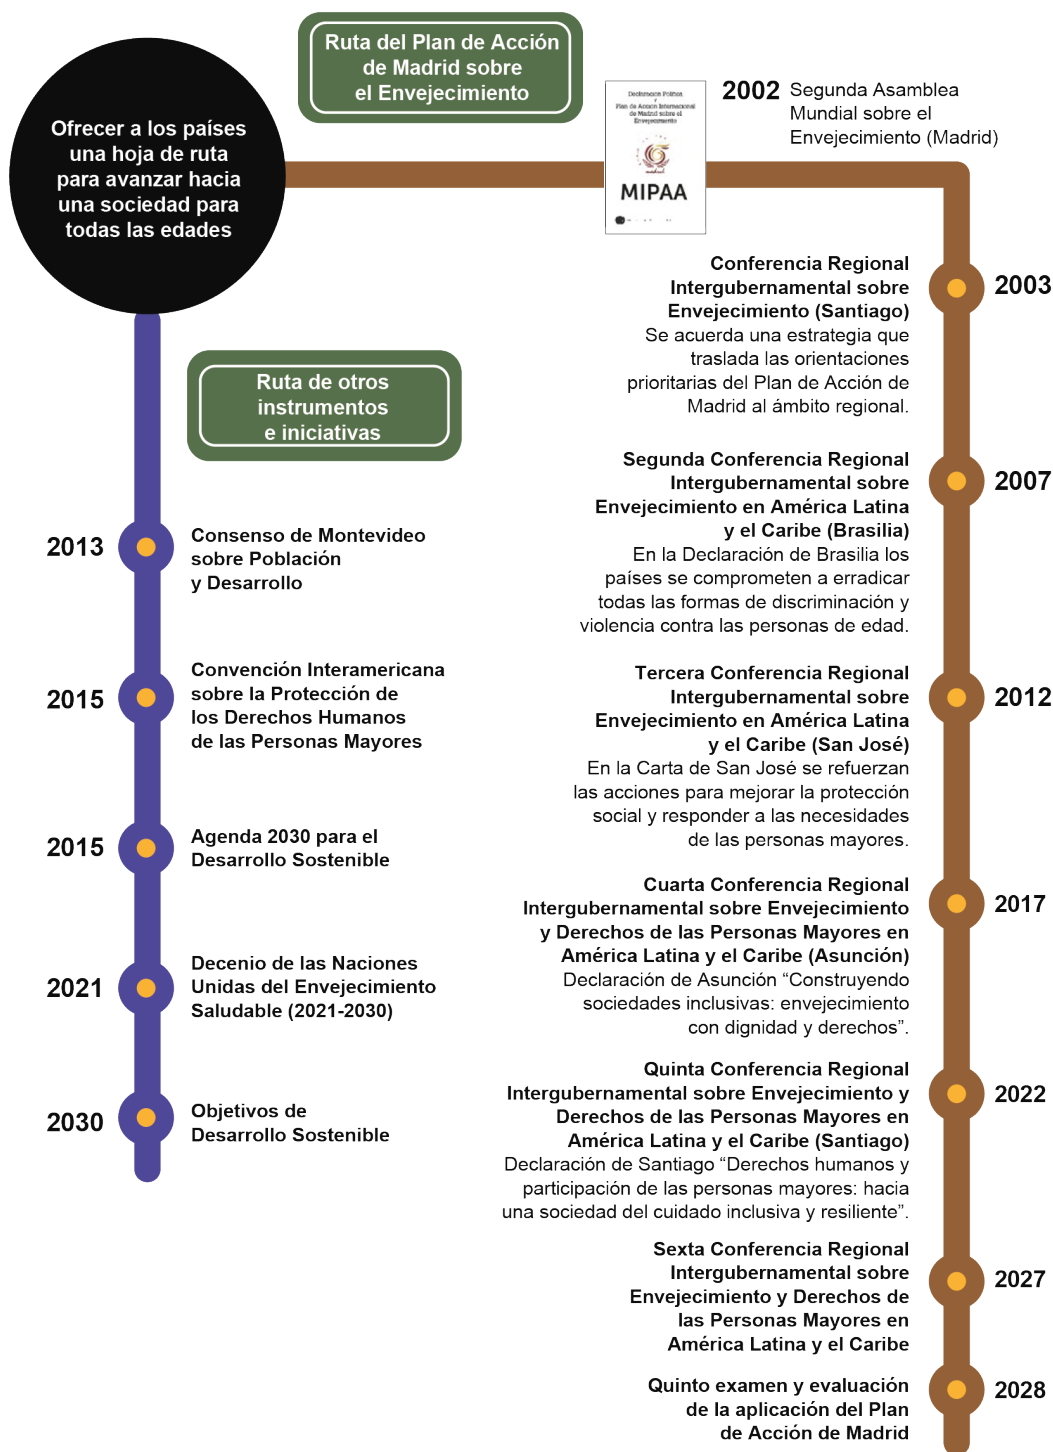 Ruta del Plan de Acción
de Madrid sobre
el Envejecimiento
Ofrecer a los países
una hoja de ruta
para avanzar hacia
una sociedad para
todas las edades
Declaración Política
y
Plan de Acción Internacional
de Madrid sobre el
Envejecimiento
madrid
MIPAA
2002 Segunda Asamblea
Mundial sobre el
Envejecimiento (Madrid)
Conferencia Regional
Intergubernamental sobre
Envejecimiento (Santiago)
Se acuerda una estrategia que
traslada las orientaciones
prioritarias del Plan de Acción de
Madrid al ámbito regional.
2003
Segunda Conferencia Regional
Intergubernamental sobre
Envejecimiento en América Latina
y el Caribe (Brasilia)
En la Declaración de Brasilia los
países se comprometen a erradicar
todas las formas de discriminación y
violencia contra las personas de edad.
2007
Tercera Conferencia Regional
Intergubernamental sobre
Envejecimiento en América Latina
y el Caribe (San José)
En la Carta de San José se refuerzan
las acciones para mejorar la protección
social y responder a las necesidades
de las personas mayores.
2012
Cuarta Conferencia Regional
Intergubernamental sobre Envejecimiento
y Derechos de las Personas Mayores en
América Latina y el Caribe (Asunción)
Declaración de Asunción “Construyendo
sociedades inclusivas: envejecimiento
con dignidad y derechos”.
2017
Quinta Conferencia Regional
Intergubernamental sobre Envejecimiento y
Derechos de las Personas Mayores en
América Latina y el Caribe (Santiago)
Declaración de Santiago “Derechos humanos y
participación de las personas mayores: hacia
una sociedad del cuidado inclusiva y resiliente”.
2022
Sexta Conferencia Regional
Intergubernamental sobre
Envejecimiento y Derechos de
las Personas Mayores en
América Latina y el Caribe
2027
Quinto examen y evaluación
de la aplicación del Plan
de Acción de Madrid
2028
Ruta de otros
instrumentos
e iniciativas
2013
Consenso de Montevideo
sobre Población
y Desarrollo
2015
Convención Interamericana
sobre la Protección de
los Derechos Humanos
de las Personas Mayores
2015
Agenda 2030 para el
Desarrollo Sostenible
2021
Decenio de las Naciones
Unidas del Envejecimiento
Saludable (2021-2030)
2030
Objetivos de
Desarrollo Sostenible